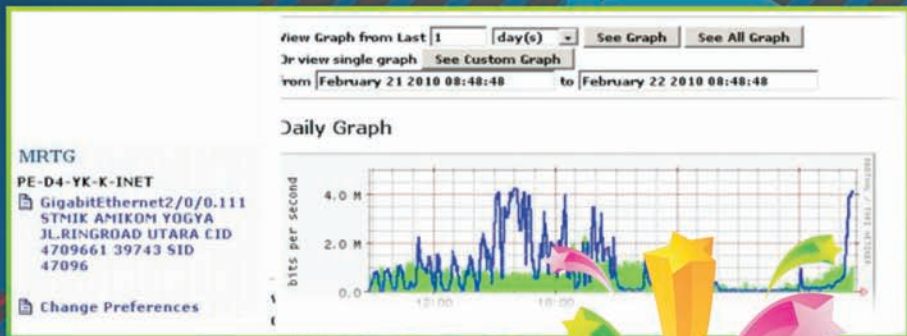 View Graph from Last 1 day(s) See Graph See All Graph
Or view single graph See Custom Graph
From February 21 2010 08:48:48 to February 22 2010 08:48:48
Daily Graph
MRTG
PE-D4-YK-K-INET
GigabitEthernet2/0/0.111
STMIK AMIKOM YOGYA
JL.RINGROAD UTARA CID
4709661 39743 SID
47096
Change Preferences
bits per second
4.0 M
2.0 M
0.0
12:00 18:00